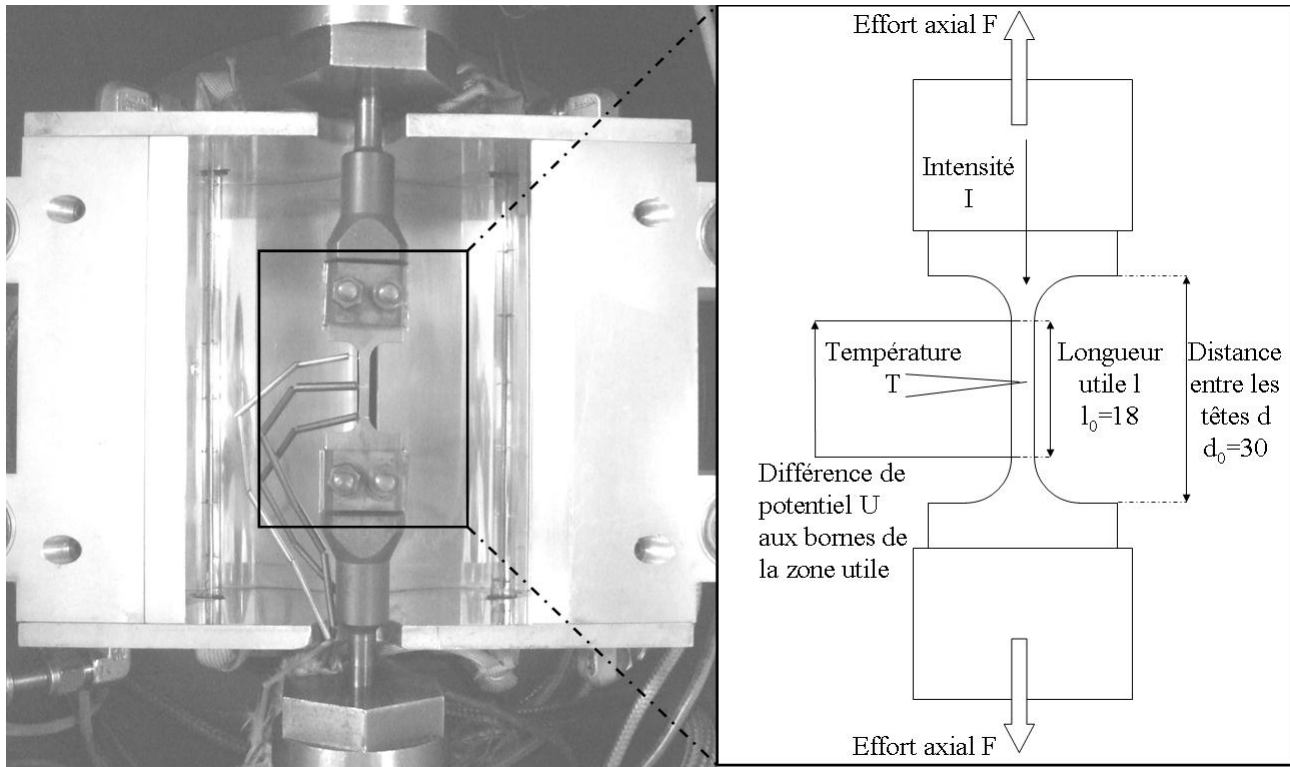 Effort axial F
Intensité
I
Température
T
Longueur
utile l
l₀=18
Distance
entre les
têtes d
d₀=30
Différence de
potentiel U
aux bornes de
la zone utile
Effort axial F